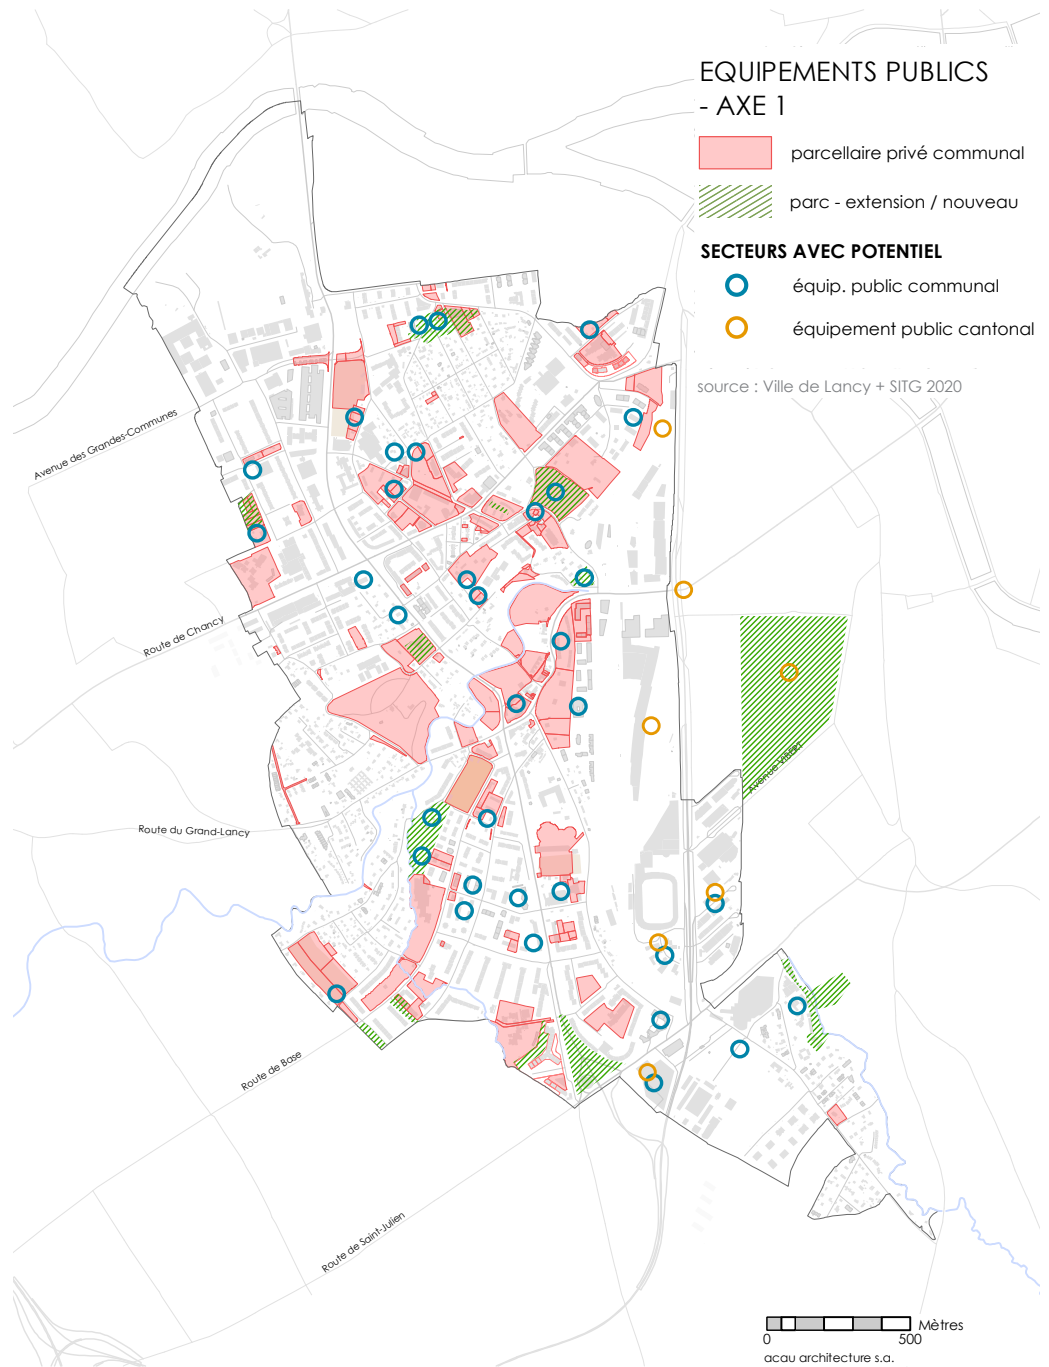 EQUIPEMENTS PUBLICS
- AXE 1
parcellaire privé communal
parc - extension / nouveau
SECTEURS AVEC POTENTIEL
équip. public communal
équipement public cantonal
source : Ville de Lancy + SITG 2020
Avenue des Grandes-Communes
Route de Chancy
Avenue VIBERT
Route du Grand-Lancy
Route de Base
Route de Saint-Julien
Mètres
0 500
acau architecture s.a.